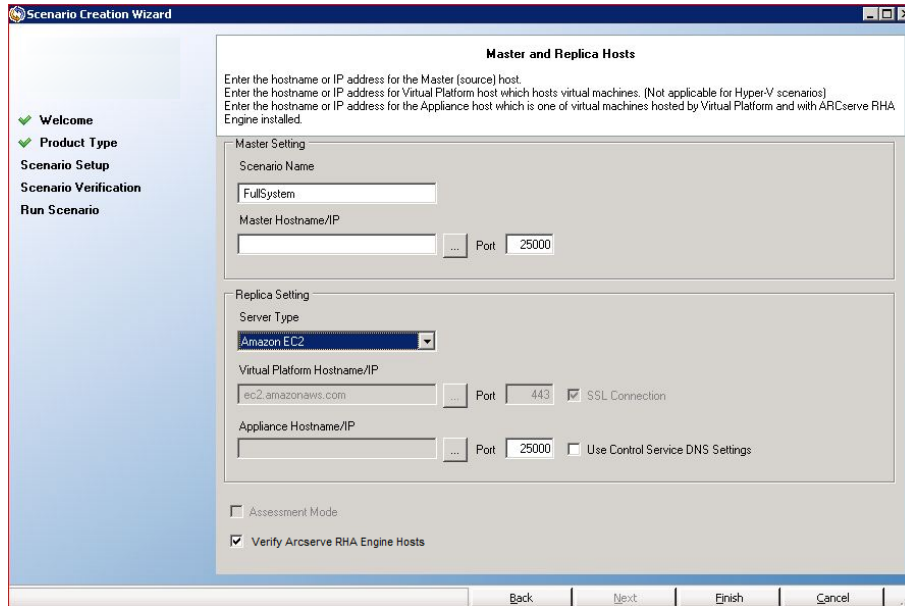 Scenario Creation Wizard
Master and Replica Hosts
Enter the hostname or IP address for the Master (source) host.
Enter the hostname or IP address for Virtual Platform host which hosts virtual machines. (Not applicable for Hyper-V scenarios)
Enter the hostname or IP address for the Appliance host which is one of virtual machines hosted by Virtual Platform and with ARCserve RHA
Engine installed.
Welcome
Product Type
Scenario Setup
Scenario Verification
Run Scenario
Master Setting
Scenario Name
FullSystem
Master Hostname/IP
... Port 25000
Replica Setting
Server Type
Amazon EC2
Virtual Platform Hostname/IP
ec2.amazonaws.com ... Port 443 SSL Connection
Appliance Hostname/IP
... Port 25000 Use Control Service DNS Settings
Assessment Mode
Verify Arcserve RHA Engine Hosts
Back Next Finish Cancel